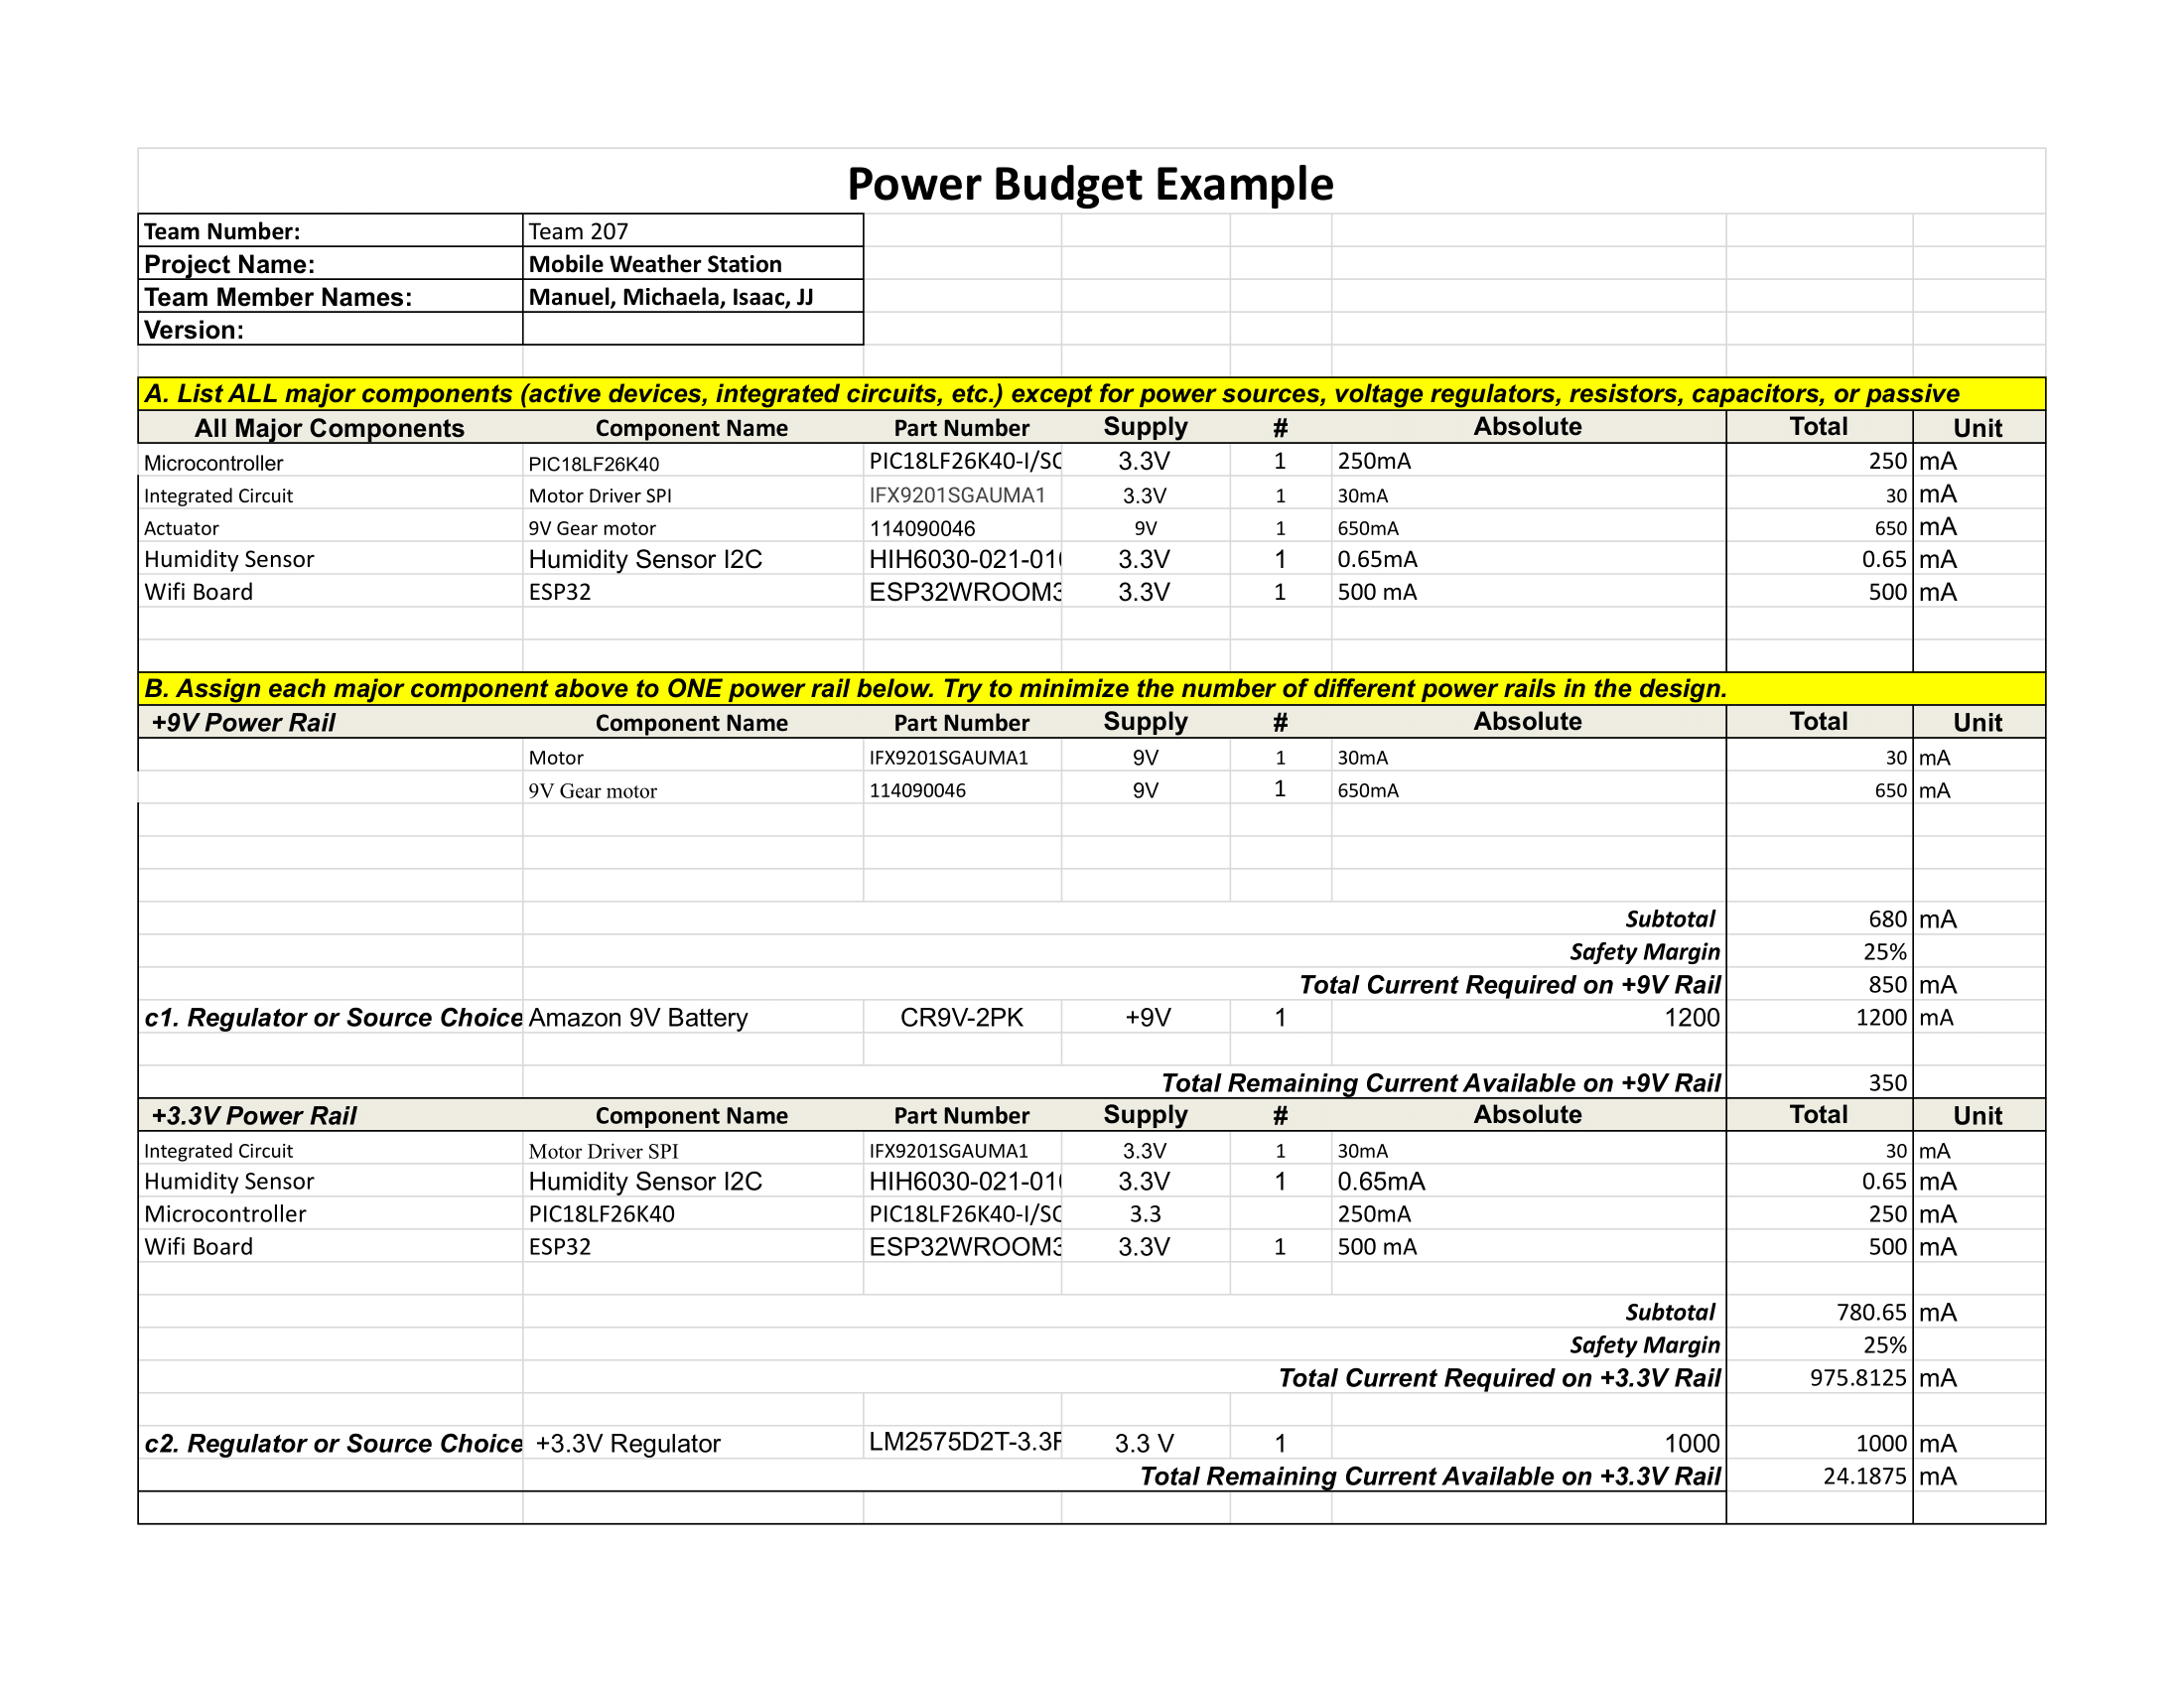 Power Budget Example
Team Number: Team 207
Project Name: Mobile Weather Station
Team Member Names: Manuel, Michaela, Isaac, JJ
Version:
A. List ALL major components (active devices, integrated circuits, etc.) except for power sources, voltage regulators, resistors, capacitors, or passive
All Major Components Component Name Part Number Supply # Absolute Total Unit
Microcontroller PIC18LF26K40 PIC18LF26K40-I/SO 3.3V 1 250mA 250 mA
Integrated Circuit Motor Driver SPI IFX9201SGAUMA1 3.3V 1 30mA 30 mA
Actuator 9V Gear motor 114090046 9V 1 650mA 650 mA
Humidity Sensor Humidity Sensor I2C HIH6030-021-010 3.3V 1 0.65mA 0.65 mA
Wifi Board ESP32 ESP32WROOM3 3.3V 1 500 mA 500 mA
B. Assign each major component above to ONE power rail below. Try to minimize the number of different power rails in the design.
+9V Power Rail Component Name Part Number Supply # Absolute Total Unit
Motor IFX9201SGAUMA1 9V 1 30mA 30 mA
9V Gear motor 114090046 9V 1 650mA 650 mA
Subtotal 680 mA
Safety Margin 25%
Total Current Required on +9V Rail 850 mA
c1. Regulator or Source Choice Amazon 9V Battery CR9V-2PK +9V 1 1200 1200 mA
Total Remaining Current Available on +9V Rail 350
+3.3V Power Rail Component Name Part Number Supply # Absolute Total Unit
Integrated Circuit Motor Driver SPI IFX9201SGAUMA1 3.3V 1 30mA 30 mA
Humidity Sensor Humidity Sensor I2C HIH6030-021-010 3.3V 1 0.65mA 0.65 mA
Microcontroller PIC18LF26K40 PIC18LF26K40-I/SO 3.3 250mA 250 mA
Wifi Board ESP32 ESP32WROOM3 3.3V 1 500 mA 500 mA
Subtotal 780.65 mA
Safety Margin 25%
Total Current Required on +3.3V Rail 975.8125 mA
c2. Regulator or Source Choice +3.3V Regulator LM2575D2T-3.3R 3.3 V 1 1000 1000 mA
Total Remaining Current Available on +3.3V Rail 24.1875 mA